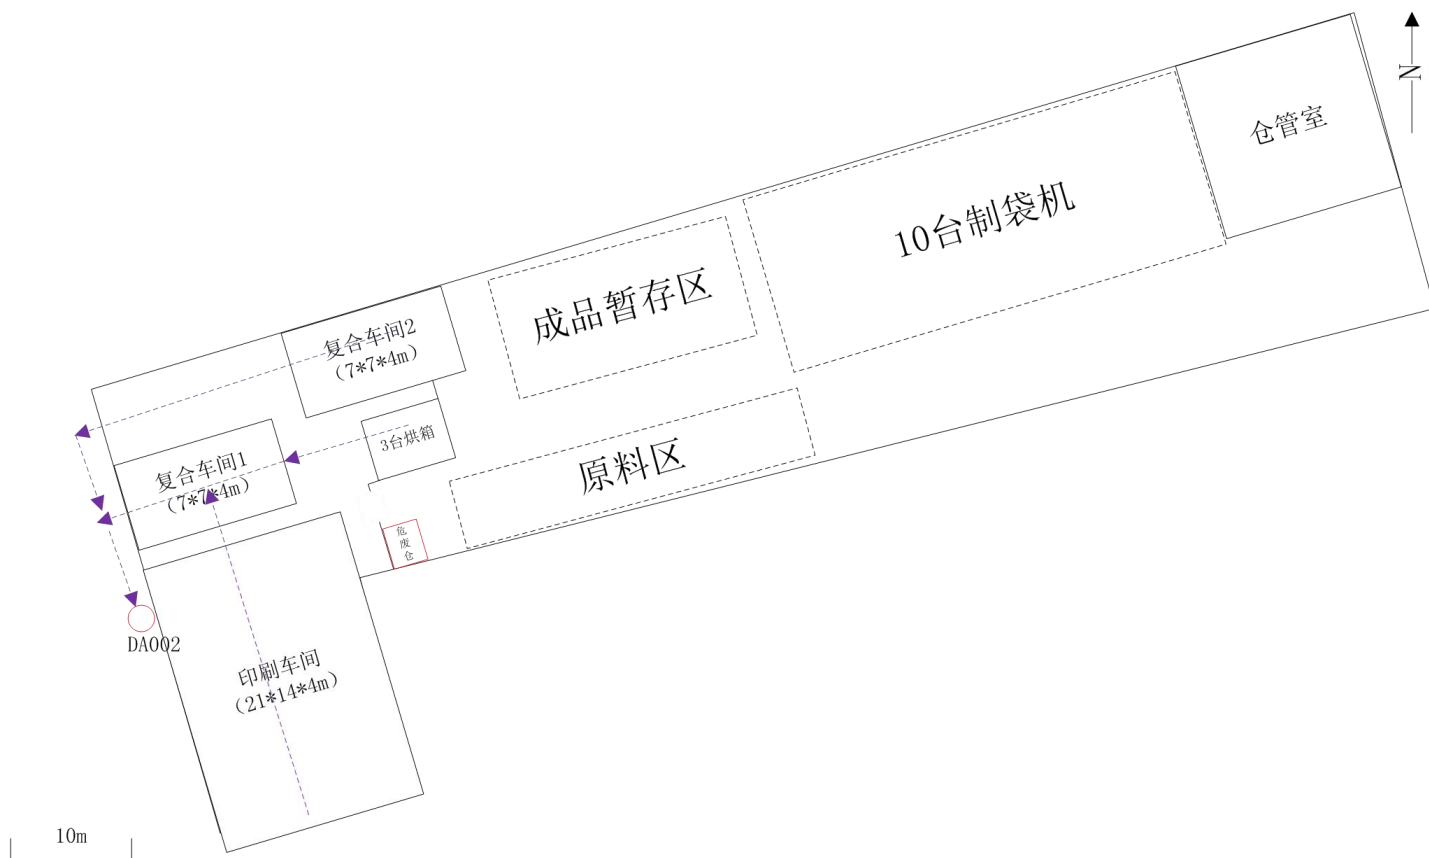 N
仓管室
10台制袋机
成品暂存区
复合车间2
（7*7*4m）
3台烘箱
复合车间1
（7*7*4m）
原料区
危
废
仓
DA002
印刷车间
（21*14*4m）
10m